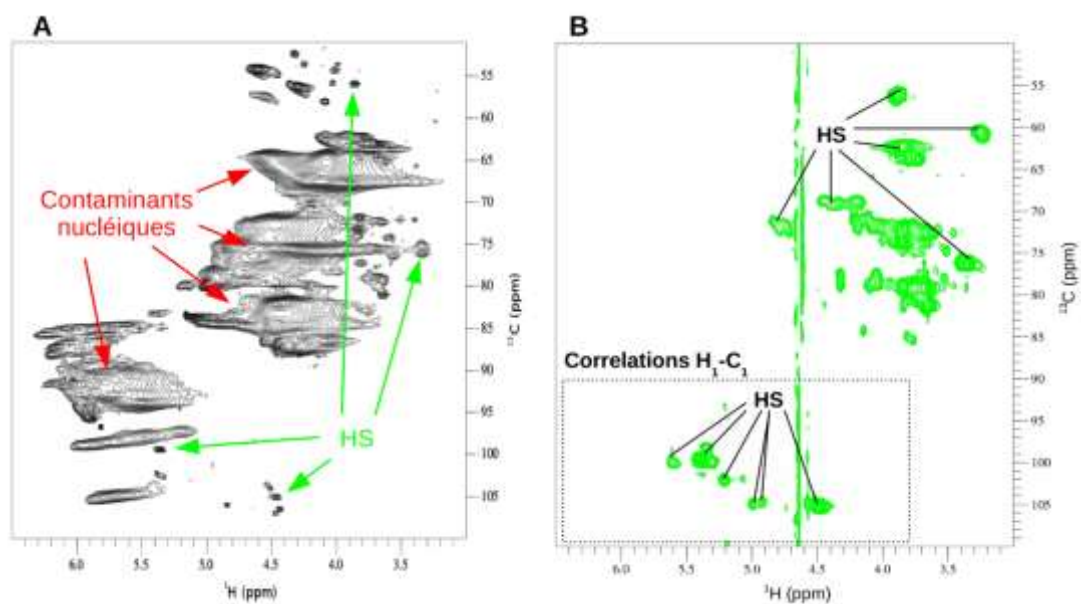 A
B
55
60
65
70
75
80
85
90
95
100
105
¹³C (ppm)
Contaminants
nucléiques
HS
6.0 5.5 5.0 4.5 4.0 3.5
¹H (ppm)
55
60
65
70
75
80
85
90
95
100
105
¹³C (ppm)
HS
Correlations H₁-C₁
HS
6.0 5.5 5.0 4.5 4.0 3.5
¹H (ppm)